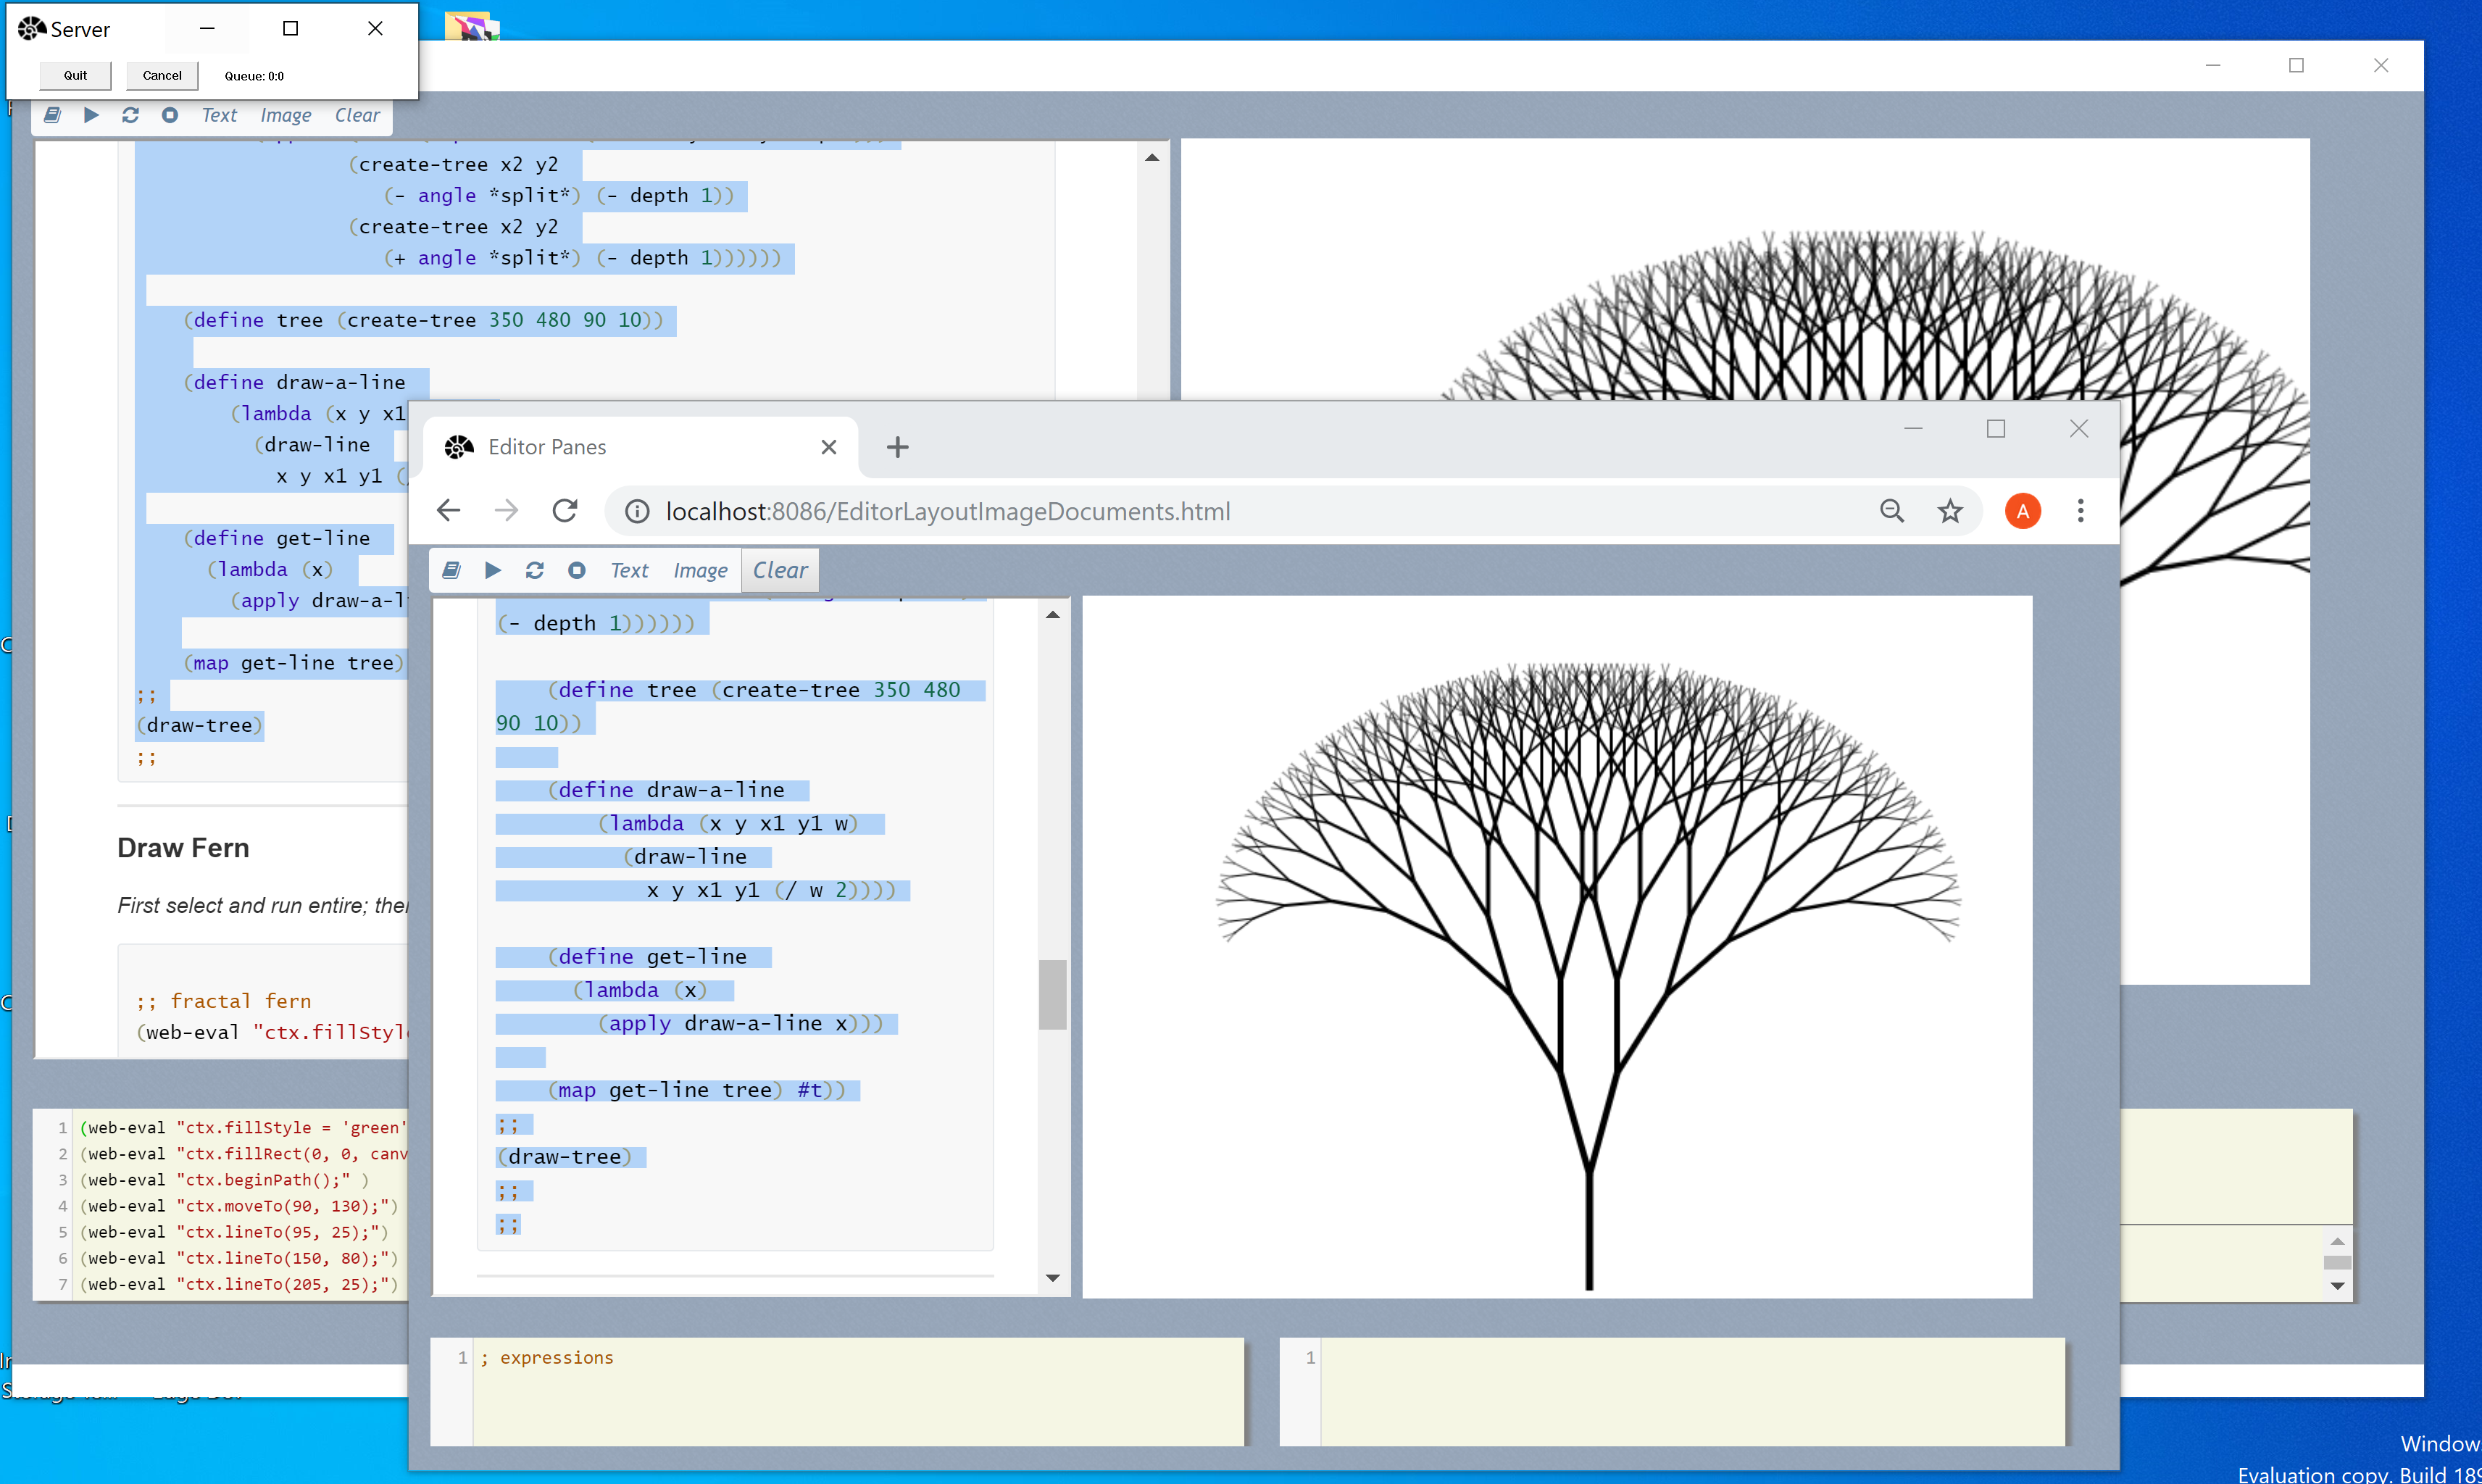 Server
Quit Cancel Queue: 0:0
Text Image Clear
(create-tree x2 y2
(- angle *split*) (- depth 1))
(create-tree x2 y2
(+ angle *split*) (- depth 1))))))
(define tree (create-tree 350 480 90 10))
(define draw-a-line
(lambda (x y x1
(draw-line
x y x1 y1 (
(define get-line
(lambda (x)
(apply draw-a-l
(map get-line tree)
;;
(draw-tree)
;;
Draw Fern
First select and run entire; the
;; fractal fern
(web-eval "ctx.fillStyl
1 (web-eval "ctx.fillStyle = 'green'
2 (web-eval "ctx.fillRect(0, 0, canv
3 (web-eval "ctx.beginPath();" )
4 (web-eval "ctx.moveTo(90, 130);")
5 (web-eval "ctx.lineTo(95, 25);")
6 (web-eval "ctx.lineTo(150, 80);")
7 (web-eval "ctx.lineTo(205, 25);")
Editor Panes
localhost:8086/EditorLayoutImageDocuments.html
A
Text Image Clear
(- depth 1))))))
(define tree (create-tree 350 480
90 10))
(define draw-a-line
(lambda (x y x1 y1 w)
(draw-line
x y x1 y1 (/ w 2))))
(define get-line
(lambda (x)
(apply draw-a-line x)))
(map get-line tree) #t))
;;
(draw-tree)
;;
;;
1 ; expressions
1
Window
Evaluation copy. Build 189